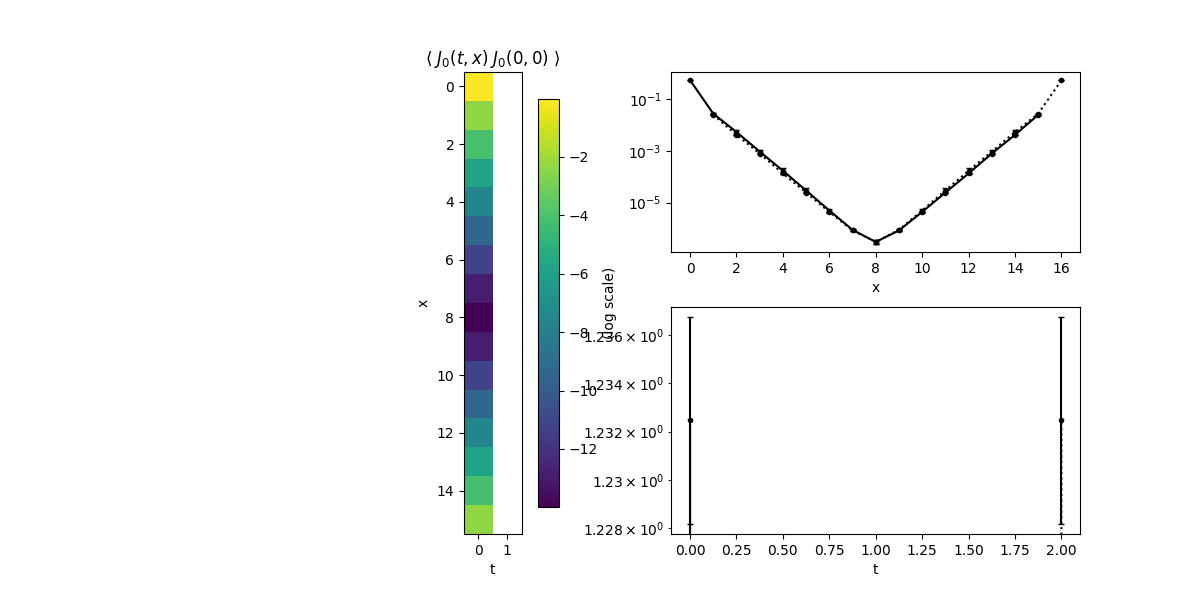 ⟨ J₀(t, x) J₀(0, 0) ⟩
0
2
4
6
8
10
12
14
x
0 1
t
−2
−4
−6
−8
−10
−12
(log scale)
10⁻¹
10⁻³
10⁻⁵
0 2 4 6 8 10 12 14 16
x
1.236 × 10⁰
1.234 × 10⁰
1.232 × 10⁰
1.23 × 10⁰
1.228 × 10⁰
0.00 0.25 0.50 0.75 1.00 1.25 1.50 1.75 2.00
t